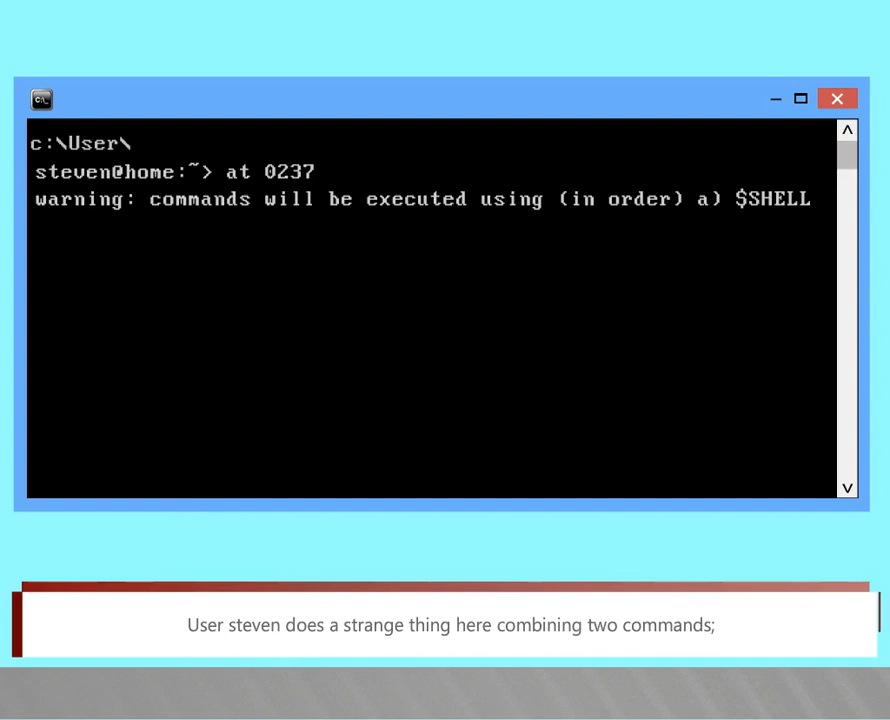 C:\_
c:\User\
steven@home:~> at 0237
warning: commands will be executed using (in order) a) $SHELL
User steven does a strange thing here combining two commands;